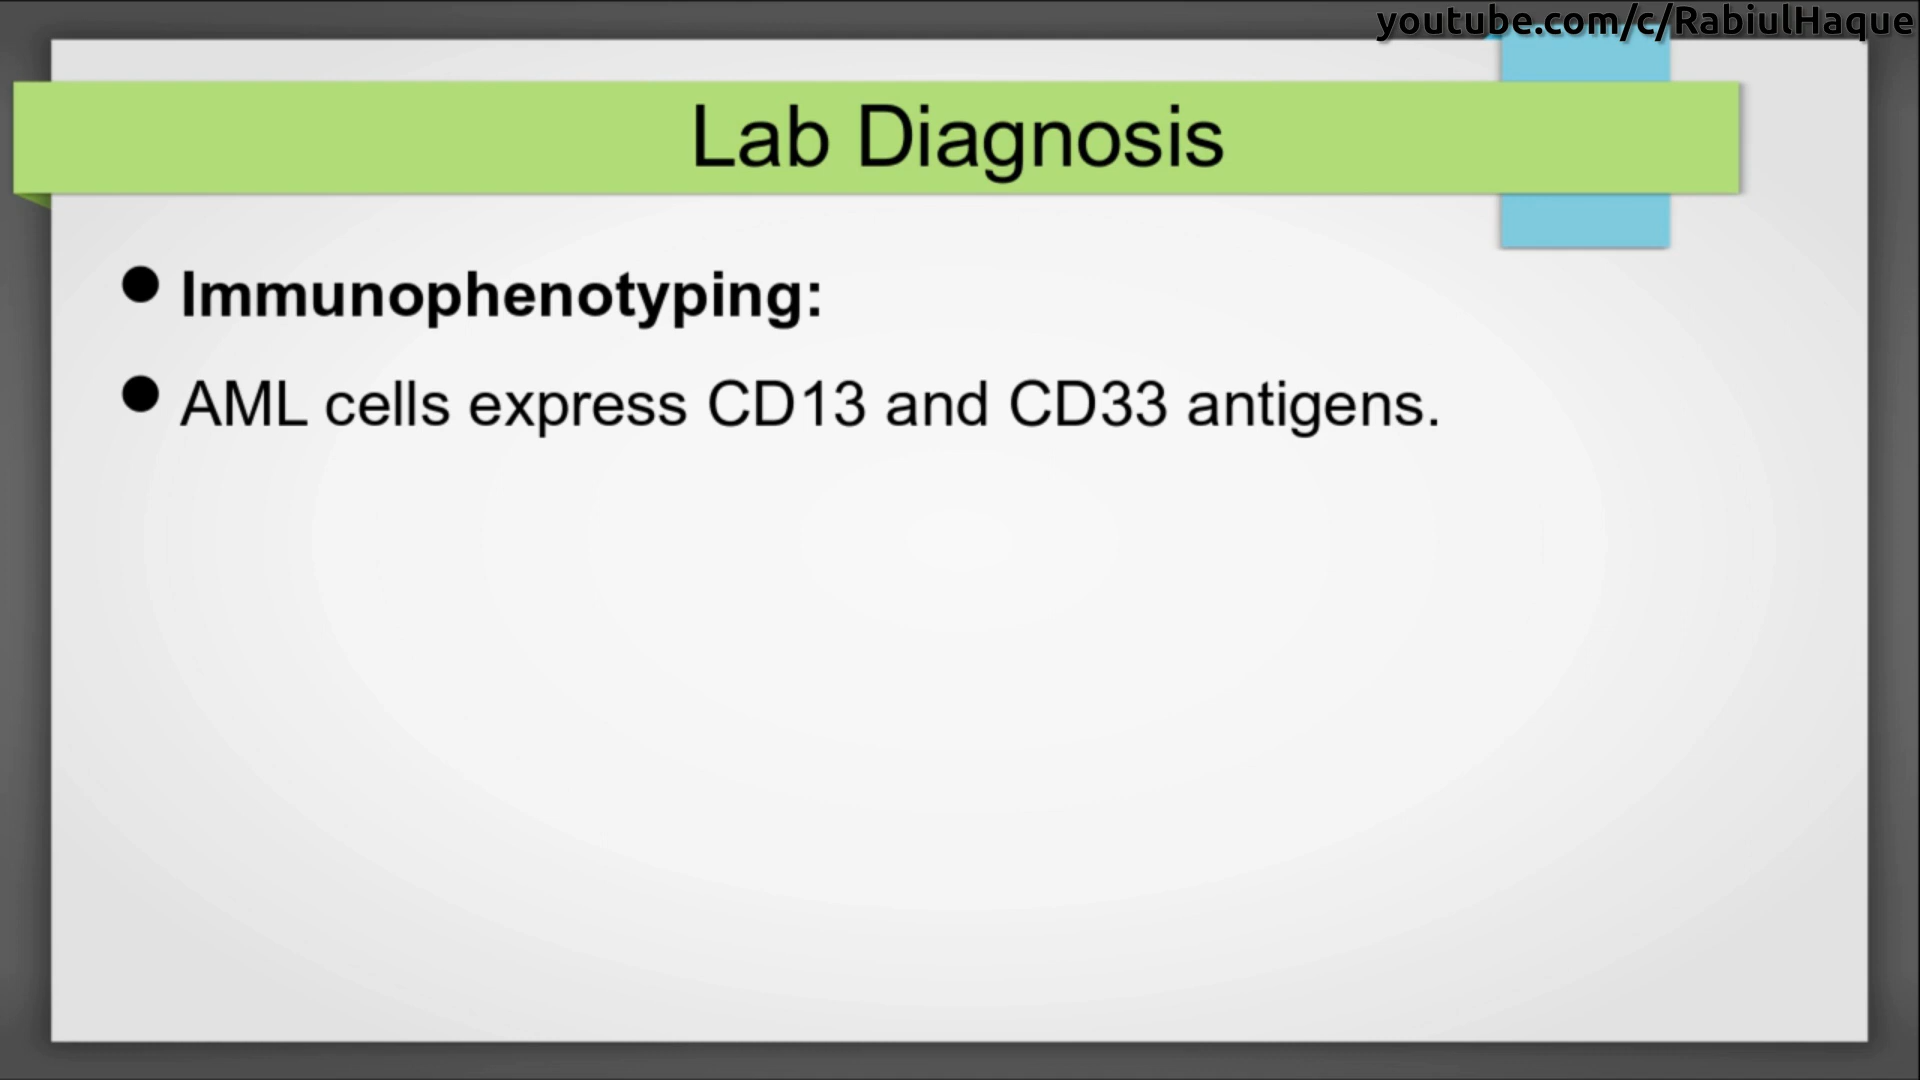 youtube.com/c/RabiulHaque
Lab Diagnosis
● Immunophenotyping:
● AML cells express CD13 and CD33 antigens.